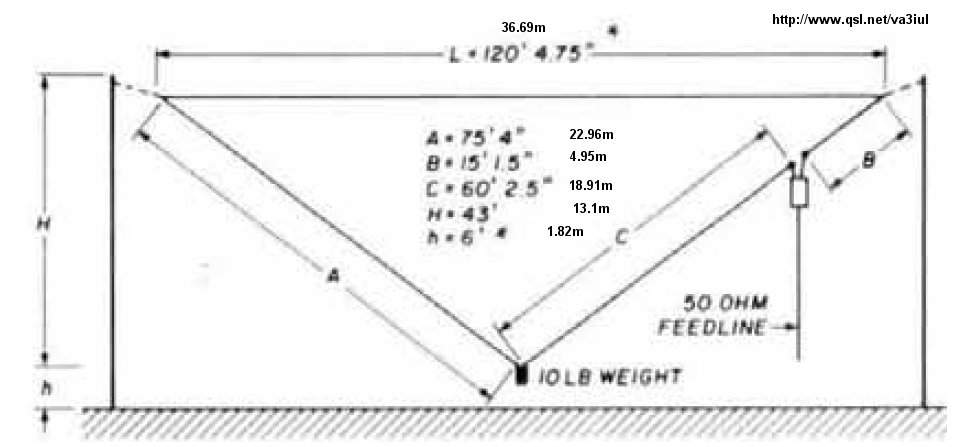 http://www.qsl.net/va3iul
36.69m *
L = 120' 4.75"
A = 75' 4" 22.96m
B = 15' 1.5" 4.95m
C = 60' 2.5" 18.91m
H = 43' 13.1m
h = 6' * 1.82m
B
H
C
A
50 OHM
FEEDLINE
h
10 LB WEIGHT